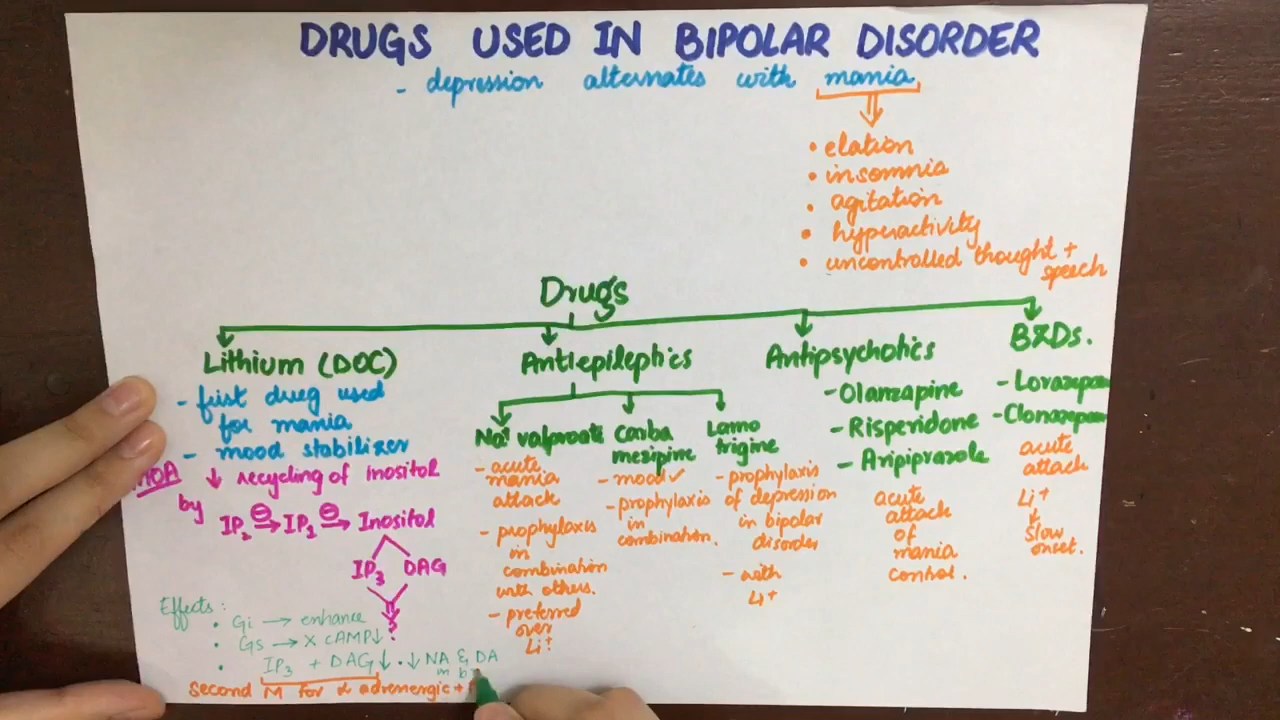 DRUGS USED IN BIPOLAR DISORDER
- depression alternates with mania
• elation
• insomnia
• agitation
• hyperactivity
• uncontrolled thought +
speech
Drugs
Lithium (DOC)
- first drug used
for mania
- mood stabilizer
MOA ↓ recycling of inositol
by
IP2 ⊖→ IP1 ⊖→ Inositol
IP3 DAG
Effects :
• Gi → enhance
• Gs → X cAMP↓
• IP3 + DAG↓ • ↓ NA & DA
in b
Second M for α adrenergic +
Antiepileptics
Na+ valproate
- acute
mania
attack
- prophylaxis
in
combination
with others.
- preferred
over
Li+
Carba
mezipine
- mood ✓
- prophylaxis
in
combination.
Lamo
trigine
- prophylaxis
of depression
in bipolar
disorder
- with
Li+
Antipsychotics
- Olanzapine
- Risperidone
- Aripiprazole
acute
attack
of
mania
control.
BZDs.
- Lorazepam
- Clonazepam
acute
attack
Li+
↓
slow
onset.